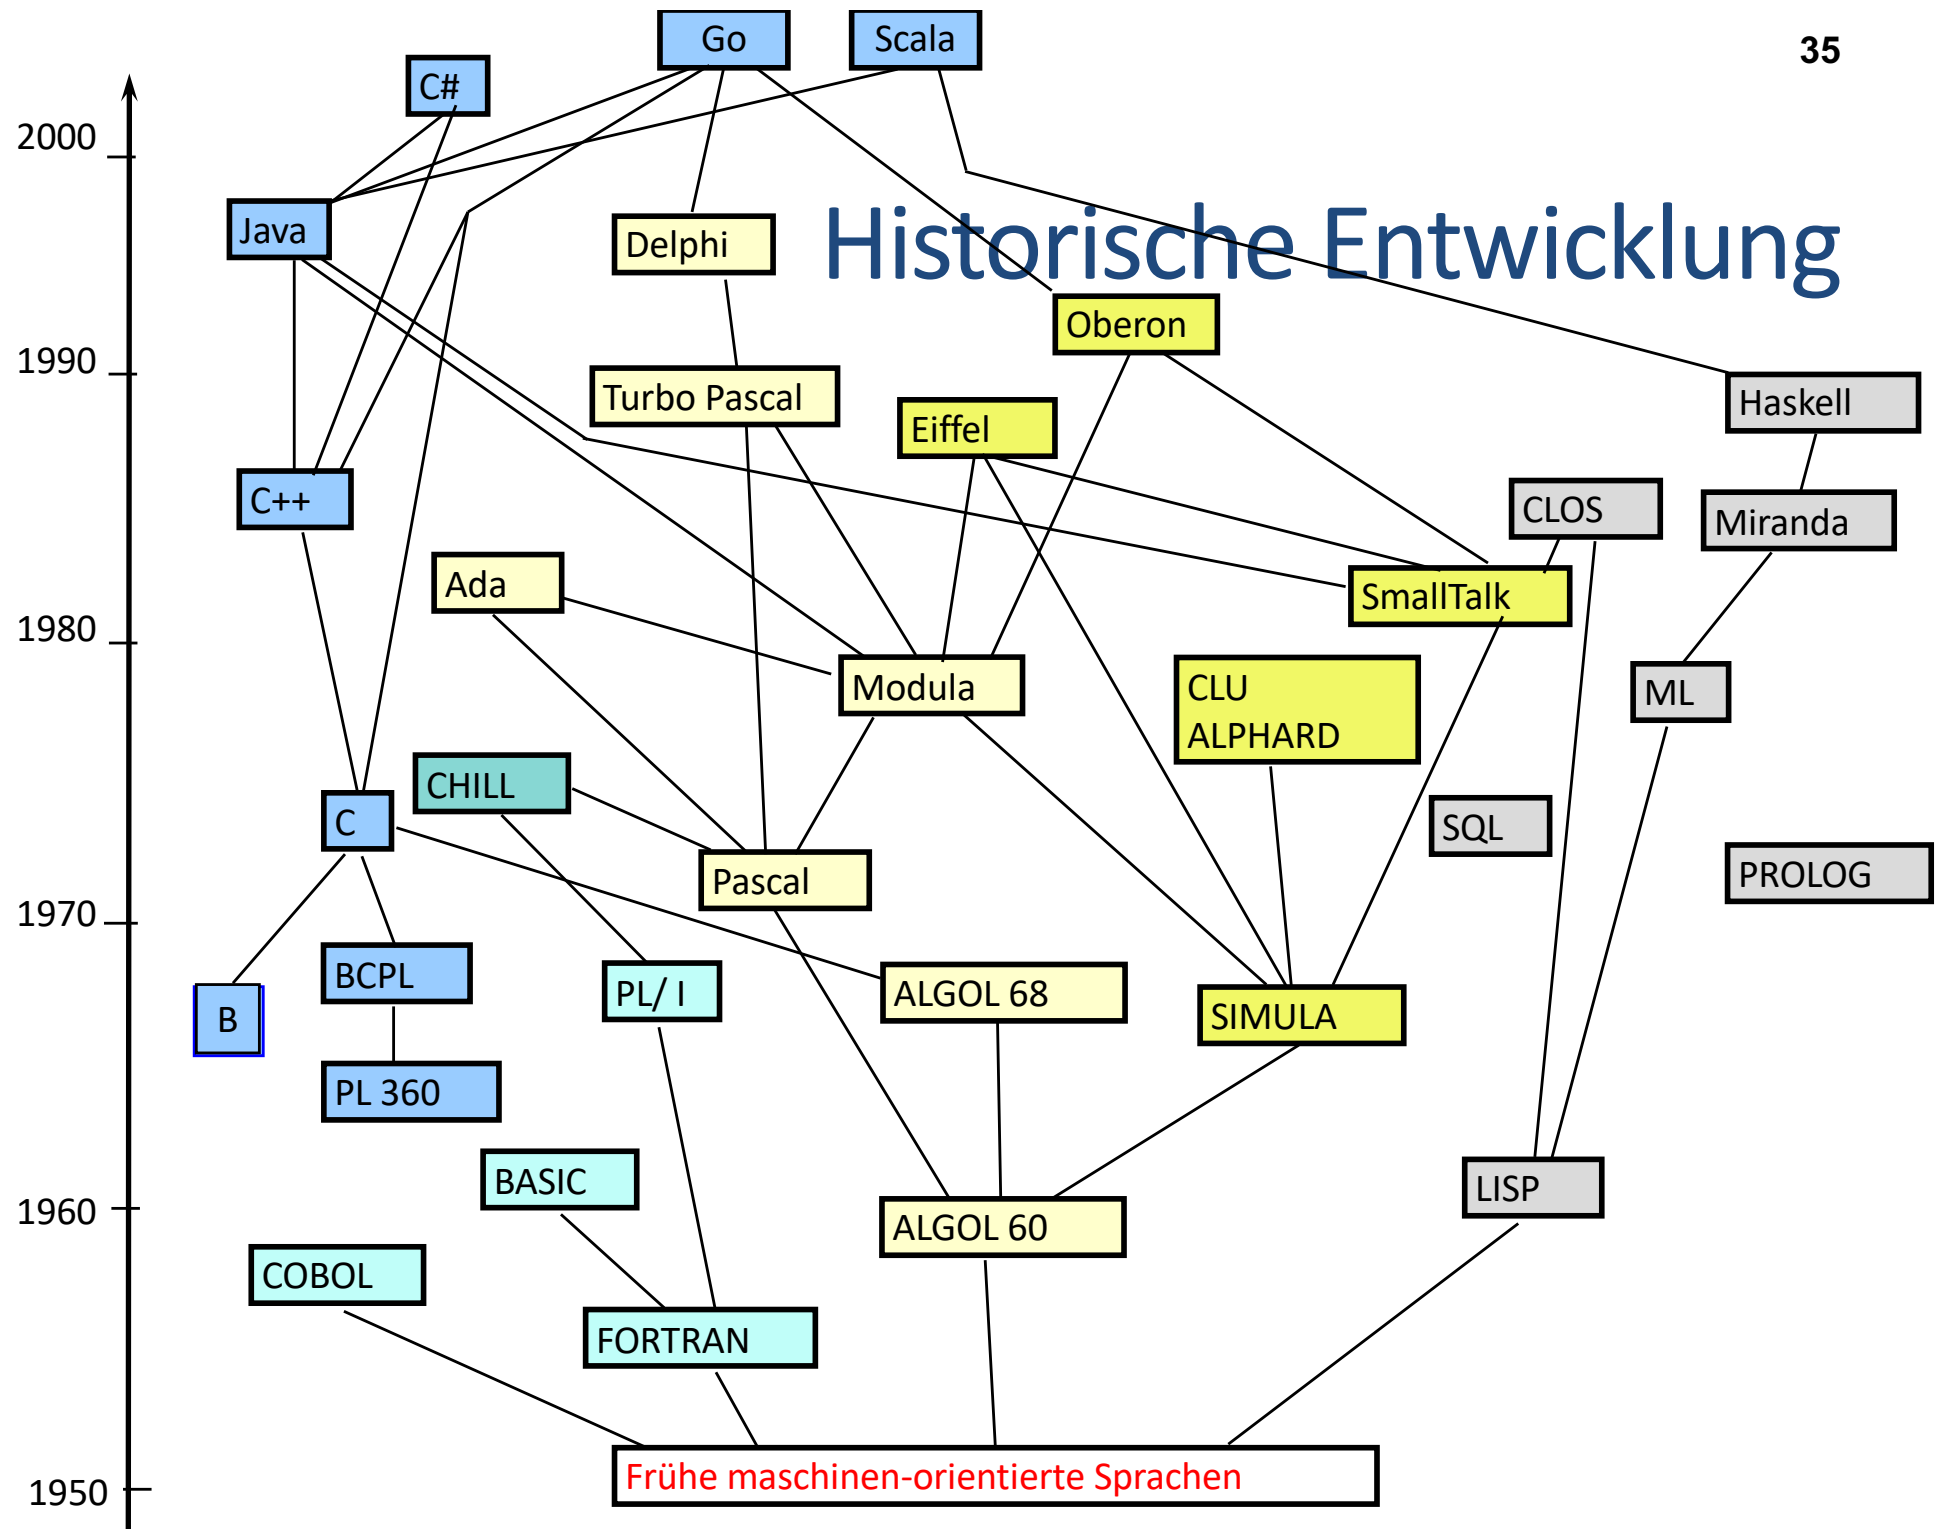 Go
Scala
35
C#
2000
Historische Entwicklung
Java
Delphi
Oberon
1990
Turbo Pascal
Haskell
Eiffel
C++
CLOS
Miranda
Ada
SmallTalk
1980
Modula
CLU
ALPHARD
ML
CHILL
C
SQL
Pascal
PROLOG
1970
BCPL
PL/ I
ALGOL 68
B
SIMULA
PL 360
BASIC
LISP
1960
ALGOL 60
COBOL
FORTRAN
Frühe maschinen-orientierte Sprachen
1950